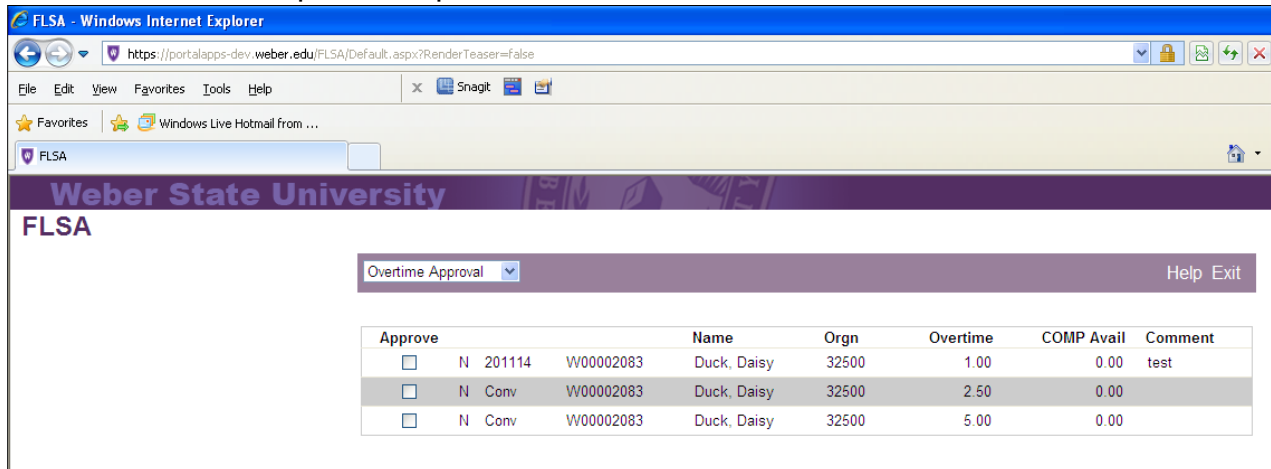 FLSA - Windows Internet Explorer
https://portalapps-dev.weber.edu/FLSA/Default.aspx?RenderTeaser=false
File Edit View Favorites Tools Help x Snagit
Favorites Windows Live Hotmail from ...
FLSA
Weber State University
FLSA
Overtime Approval Help Exit
Approve Name Orgn Overtime COMP Avail Comment
N 201114 W00002083 Duck, Daisy 32500 1.00 0.00 test
N Conv W00002083 Duck, Daisy 32500 2.50 0.00
N Conv W00002083 Duck, Daisy 32500 5.00 0.00